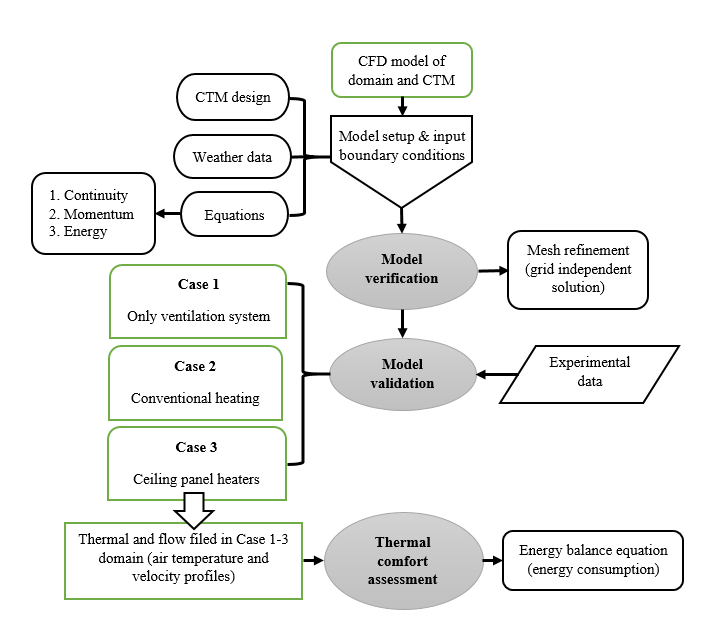 CFD model of
domain and CTM
CTM design
Model setup & input
boundary conditions
Weather data
Equations
1. Continuity
2. Momentum
3. Energy
Model
verification
Mesh refinement
(grid independent
solution)
Case 1
Only ventilation system
Model
validation
Experimental
data
Case 2
Conventional heating
Case 3
Ceiling panel heaters
Thermal and flow filed in Case 1-3
domain (air temperature and
velocity profiles)
Thermal
comfort
assessment
Energy balance equation
(energy consumption)